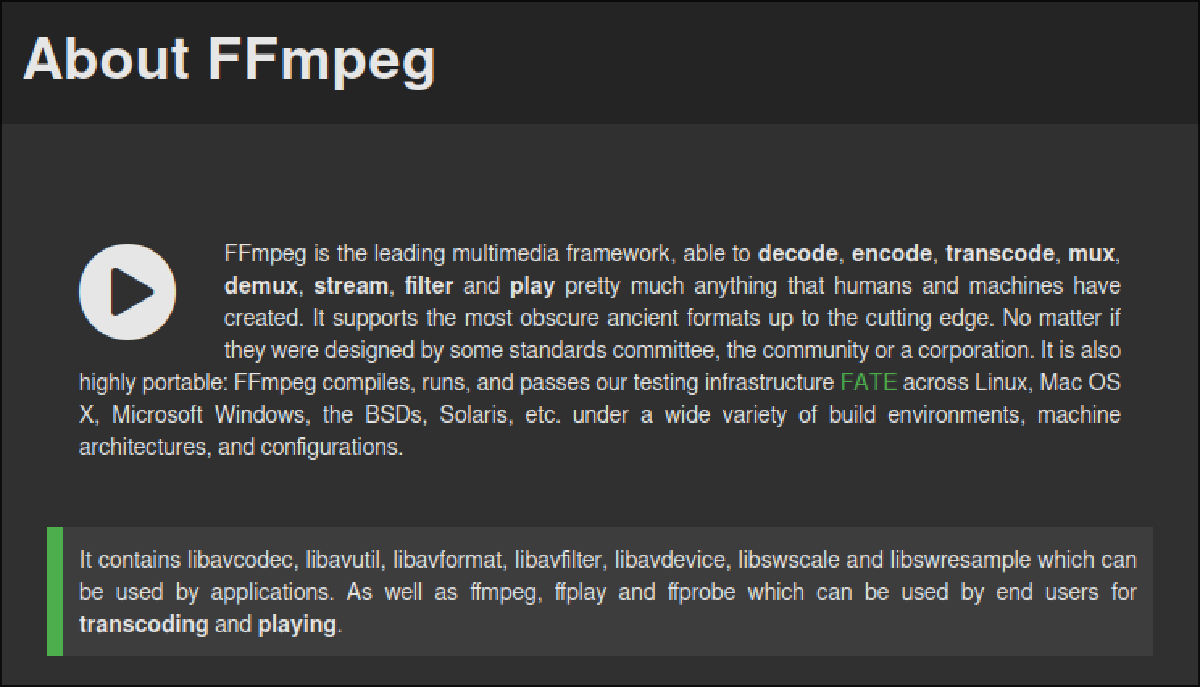 About FFmpeg
FFmpeg is the leading multimedia framework, able to decode, encode, transcode, mux,
demux, stream, filter and play pretty much anything that humans and machines have
created. It supports the most obscure ancient formats up to the cutting edge. No matter if
they were designed by some standards committee, the community or a corporation. It is also
highly portable: FFmpeg compiles, runs, and passes our testing infrastructure FATE across Linux, Mac OS
X, Microsoft Windows, the BSDs, Solaris, etc. under a wide variety of build environments, machine
architectures, and configurations.
It contains libavcodec, libavutil, libavformat, libavfilter, libavdevice, libswscale and libswresample which can
be used by applications. As well as ffmpeg, ffplay and ffprobe which can be used by end users for
transcoding and playing.